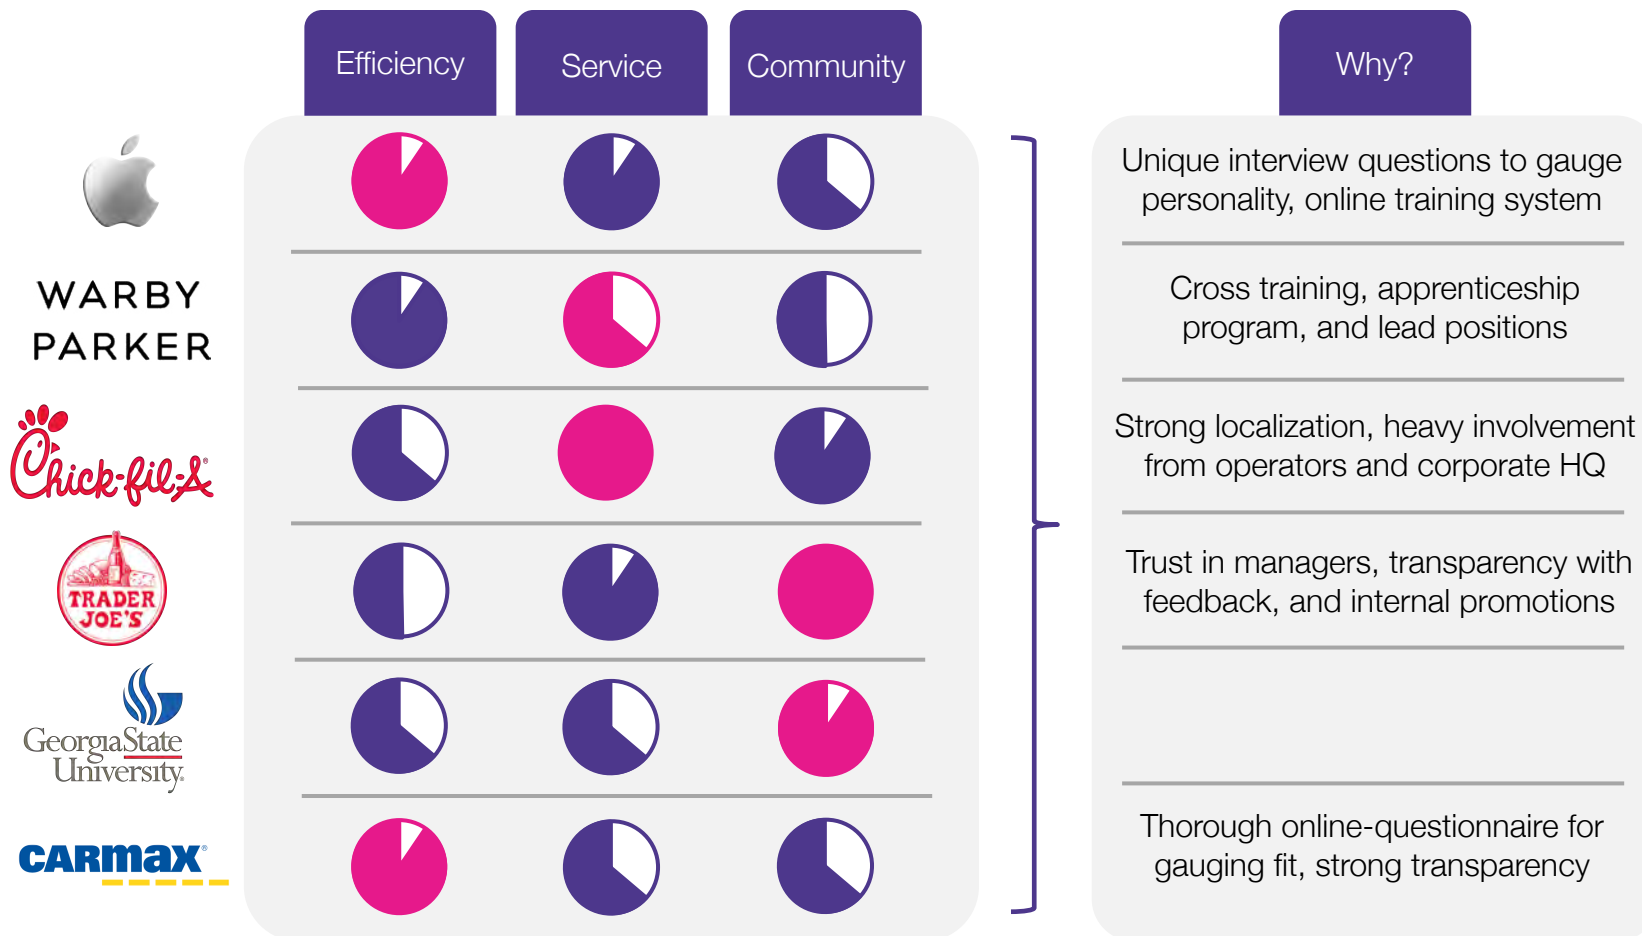 Efficiency
Service
Community
Why?
Unique interview questions to gauge
personality, online training system
WARBY
PARKER
Cross training, apprenticeship
program, and lead positions
Chick-fil-A
Strong localization, heavy involvement
from operators and corporate HQ
TRADER
JOE'S
Trust in managers, transparency with
feedback, and internal promotions
GeorgiaState
University.
CARMAX
Thorough online-questionnaire for
gauging fit, strong transparency